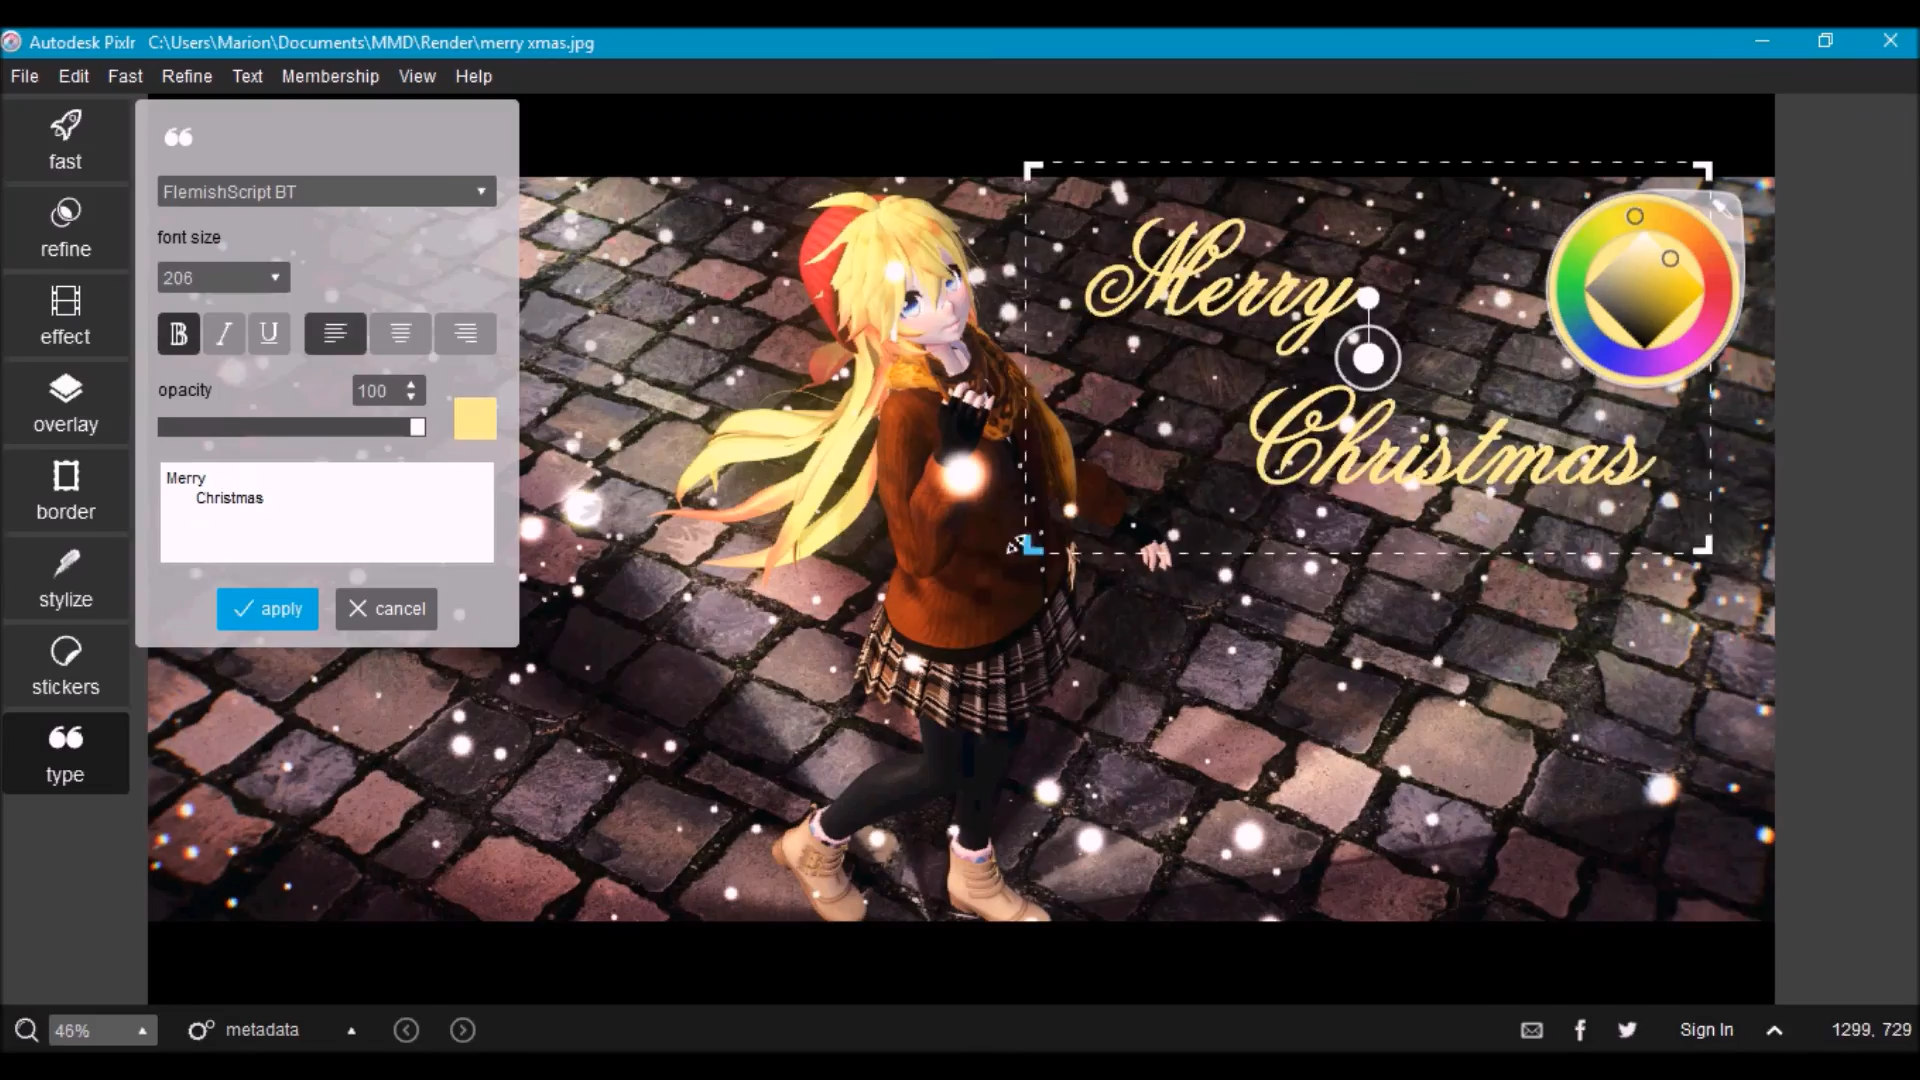 Autodesk Pixlr C:\Users\Marion\Documents\MMD\Render\merry xmas.jpg
File Edit Fast Refine Text Membership View Help
fast
refine
effect
overlay
border
stylize
stickers
type
FlemishScript BT
font size
206
B I U
opacity 100
Merry
Christmas
apply cancel
Merry
Christmas
46% metadata Sign In 1299, 729